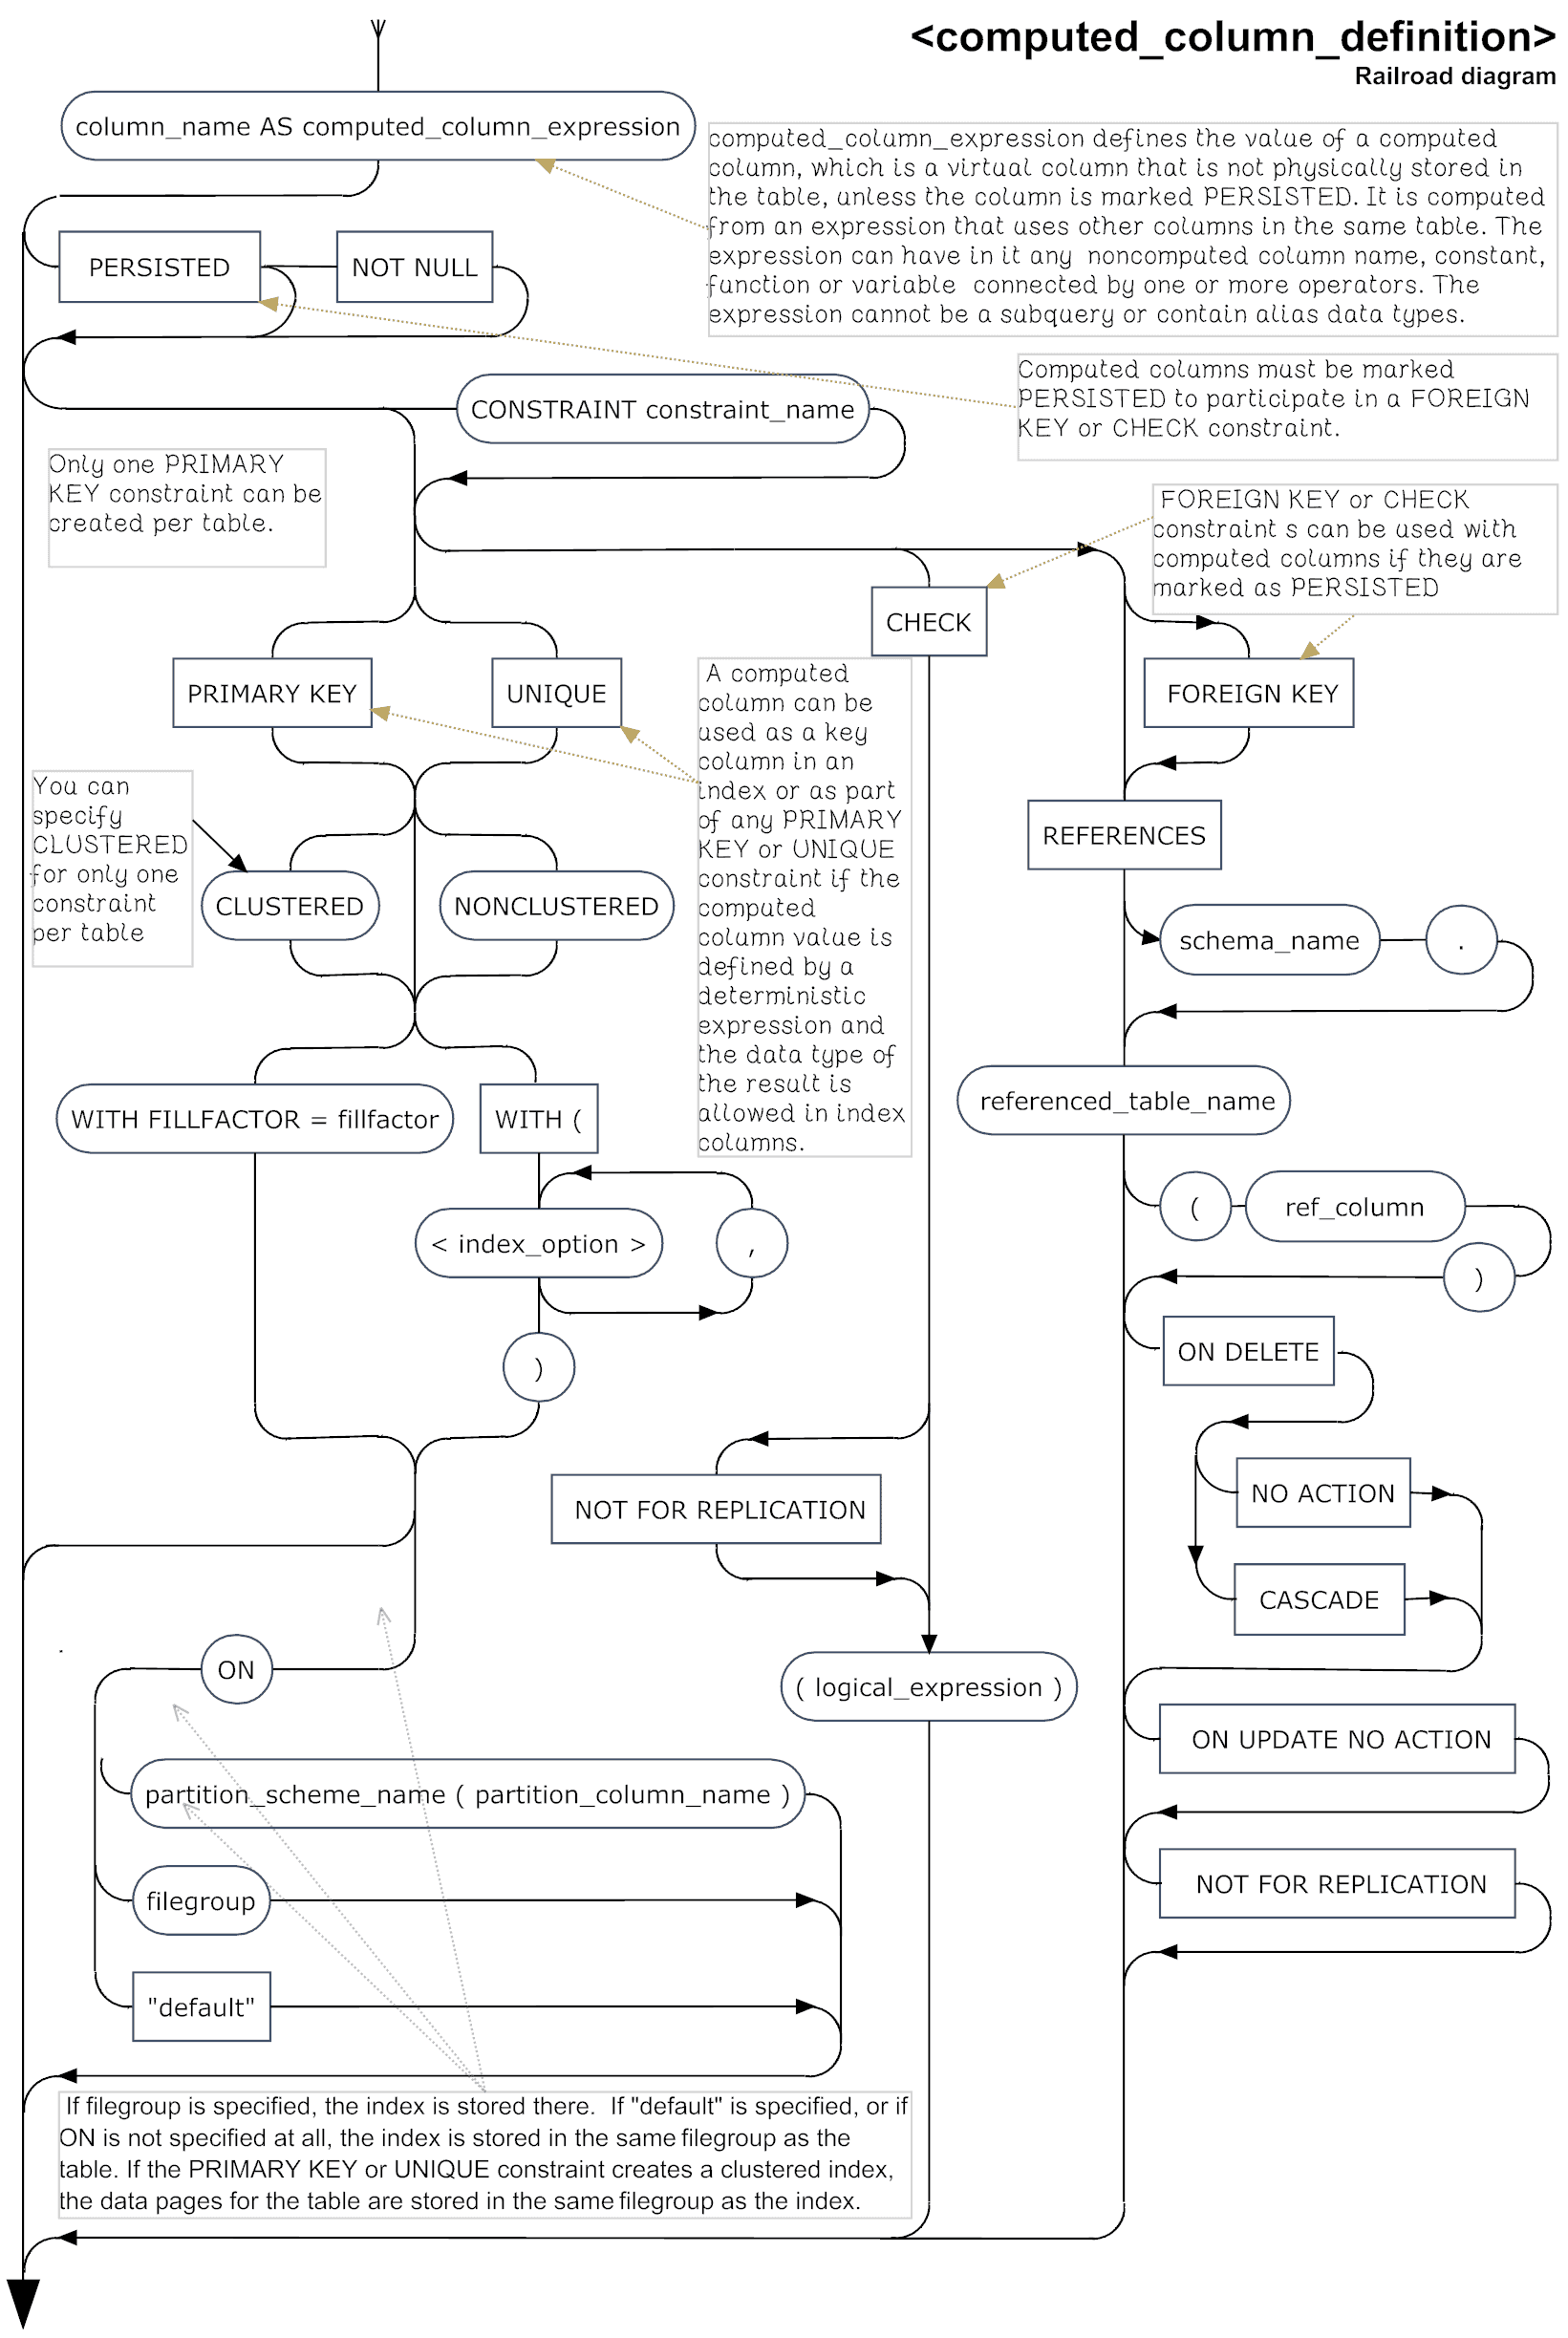 <computed_column_definition>
Railroad diagram
column_name AS computed_column_expression
computed_column_expression defines the value of a computed
column, which is a virtual column that is not physically stored in
the table, unless the column is marked PERSISTED. It is computed
from an expression that uses other columns in the same table. The
expression can have in it any noncomputed column name, constant,
function or variable connected by one or more operators. The
expression cannot be a subquery or contain alias data types.
PERSISTED
NOT NULL
Computed columns must be marked
PERSISTED to participate in a FOREIGN
KEY or CHECK constraint.
CONSTRAINT constraint_name
Only one PRIMARY
KEY constraint can be
created per table.
FOREIGN KEY or CHECK
constraint s can be used with
computed columns if they are
marked as PERSISTED
CHECK
PRIMARY KEY
UNIQUE
A computed
column can be
used as a key
column in an
index or as part
of any PRIMARY
KEY or UNIQUE
constraint if the
computed
column value is
defined by a
deterministic
expression and
the data type of
the result is
allowed in index
columns.
FOREIGN KEY
You can
specify
CLUSTERED
for only one
constraint
per table
REFERENCES
CLUSTERED
NONCLUSTERED
schema_name
.
WITH FILLFACTOR = fillfactor
WITH (
referenced_table_name
< index_option >
,
(
ref_column
)
)
ON DELETE
NOT FOR REPLICATION
NO ACTION
CASCADE
ON
( logical_expression )
ON UPDATE NO ACTION
partition_scheme_name ( partition_column_name )
filegroup
NOT FOR REPLICATION
"default"
If filegroup is specified, the index is stored there. If "default" is specified, or if
ON is not specified at all, the index is stored in the same filegroup as the
table. If the PRIMARY KEY or UNIQUE constraint creates a clustered index,
the data pages for the table are stored in the same filegroup as the index.